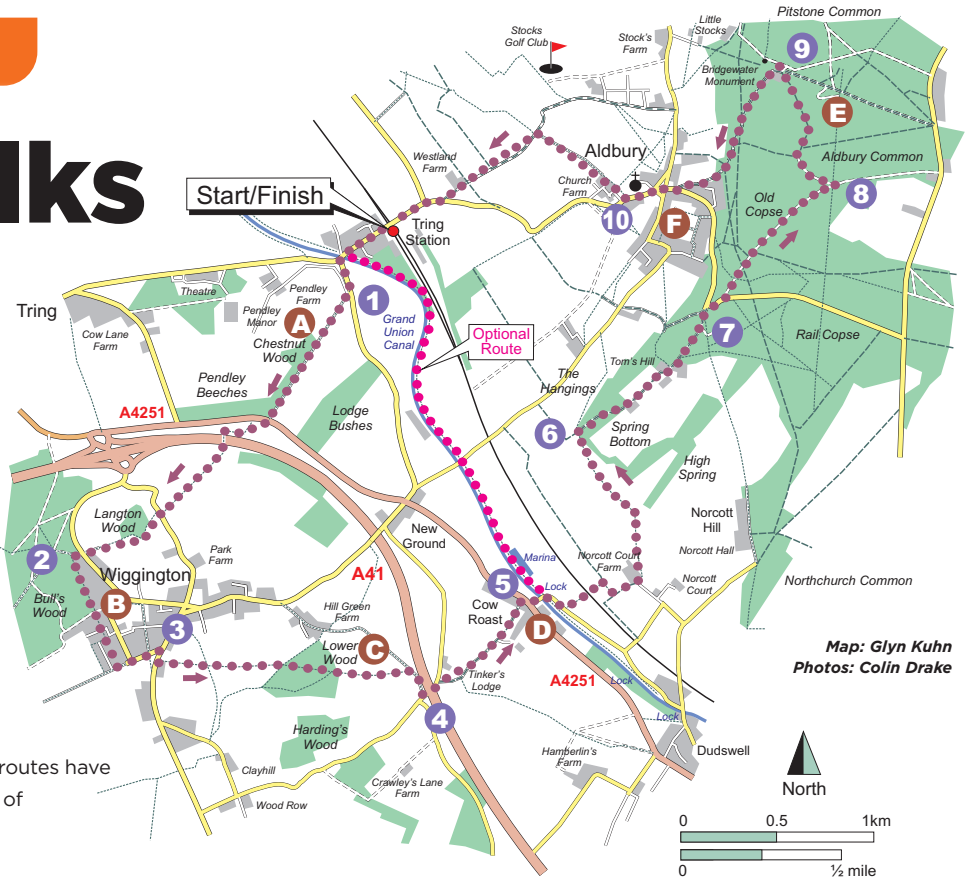 lks
Pitstone Common
Little
Stocks
Stocks
Golf Club
Stock's
Farm
9
Bridgewater
Monument
E
Aldbury
Aldbury Common
Westland
Farm
Church
Farm
8
Start/Finish
Old
Copse
10
F
Tring
Station
Theatre
Pendley
Farm
1
Tring
Pendley
Manor
A
Grand
Union
Canal
Cow Lane
Farm
Chestnut
Wood
Optional
Route
7
Rail Copse
Tom's Hill
The
Hangings
Pendley
Beeches
A4251
Lodge
Bushes
6
Spring
Bottom
High
Spring
Langton
Wood
Norcott
Hill
New
Ground
Park
Farm
2
Marina
Norcott Court
Farm
Norcott Hall
Wiggington
A41
5
Lock
Norcott
Court
Northchurch Common
Bull's
Wood
B
Hill Green
Farm
Cow
Roast
3
D
Lower
Wood
C
Map: Glyn Kuhn
Photos: Colin Drake
Tinker's
Lodge
A4251
Lock
4
Lock
Harding's
Wood
Dudswell
Hamberlin's
Farm
routes have
of
Clayhill
Crawley's Lane
Farm
North
Wood Row
0 0.5 1km
0 ½ mile